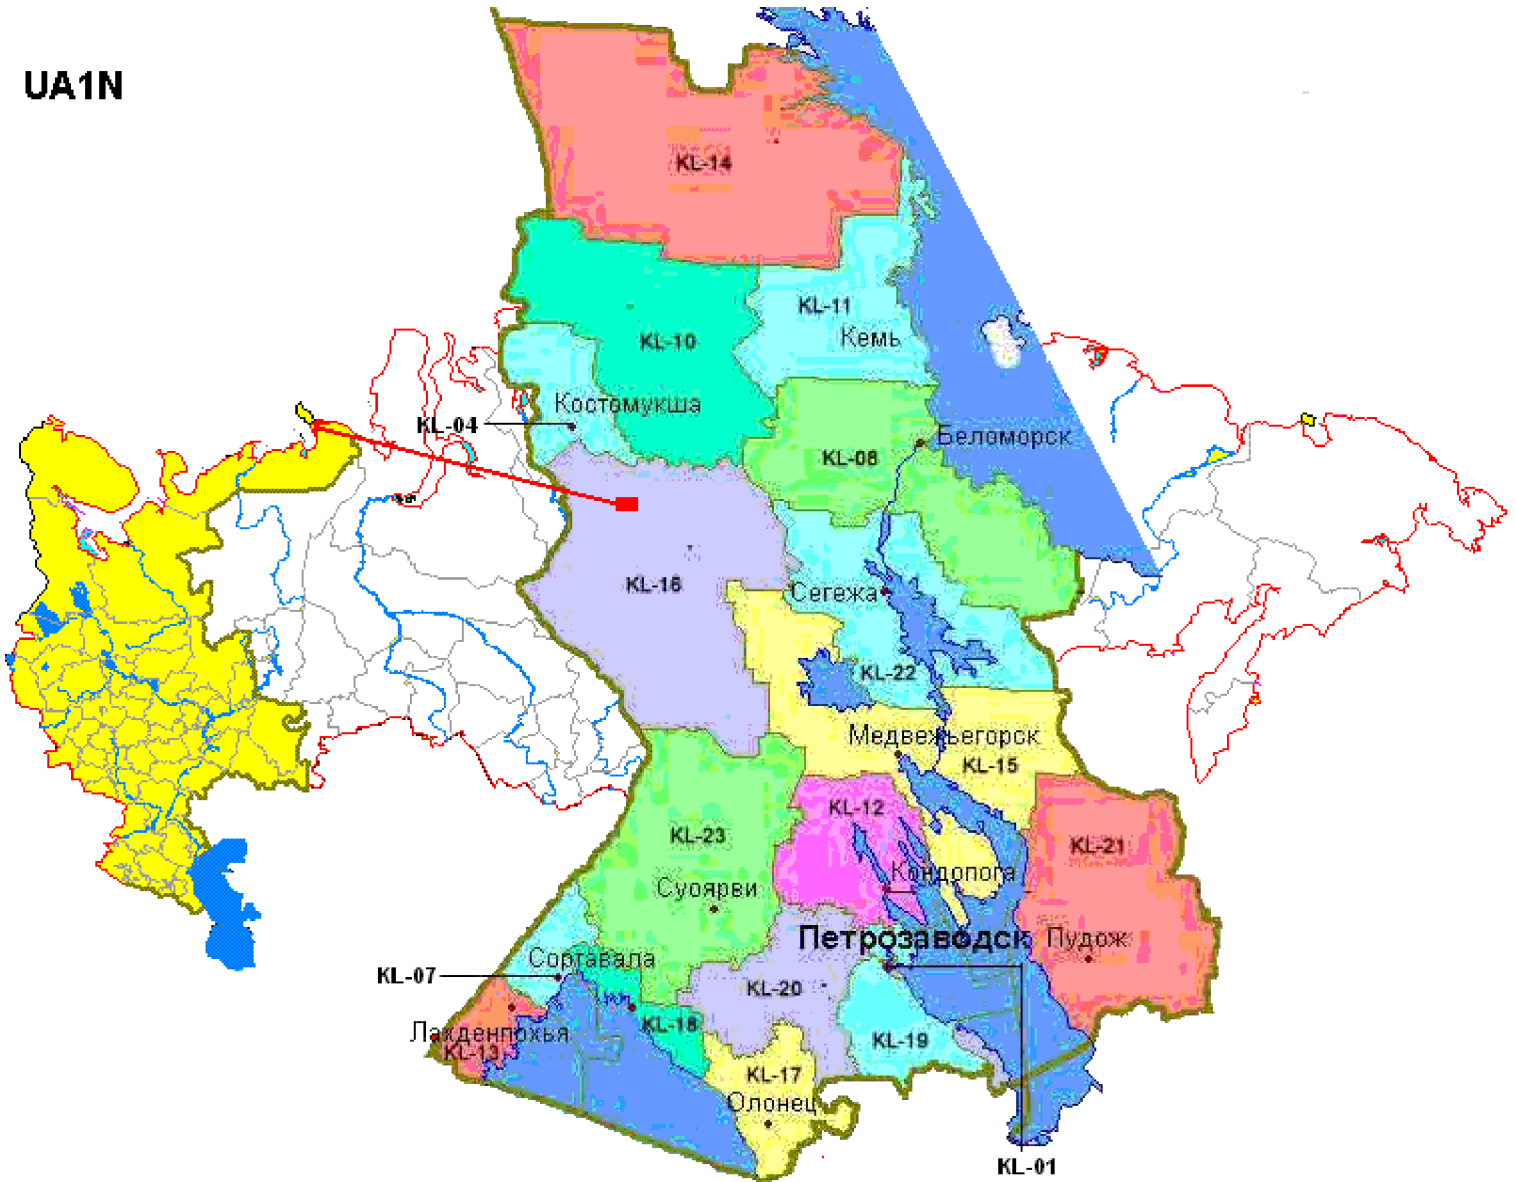 UA1N
KL-14
KL-11
Кемь
KL-10
Костомукша
KL-04
Беломорск
KL-08
KL-16
Сегежа
KL-22
Медвежьегорск
KL-15
KL-12
KL-23
KL-21
Кондопога
Суоярви
Петрозаводск
Пудож
Сортавала
KL-07
KL-20
KL-18
Лахденпохья
KL-19
KL-13
KL-17
Олонец
KL-01